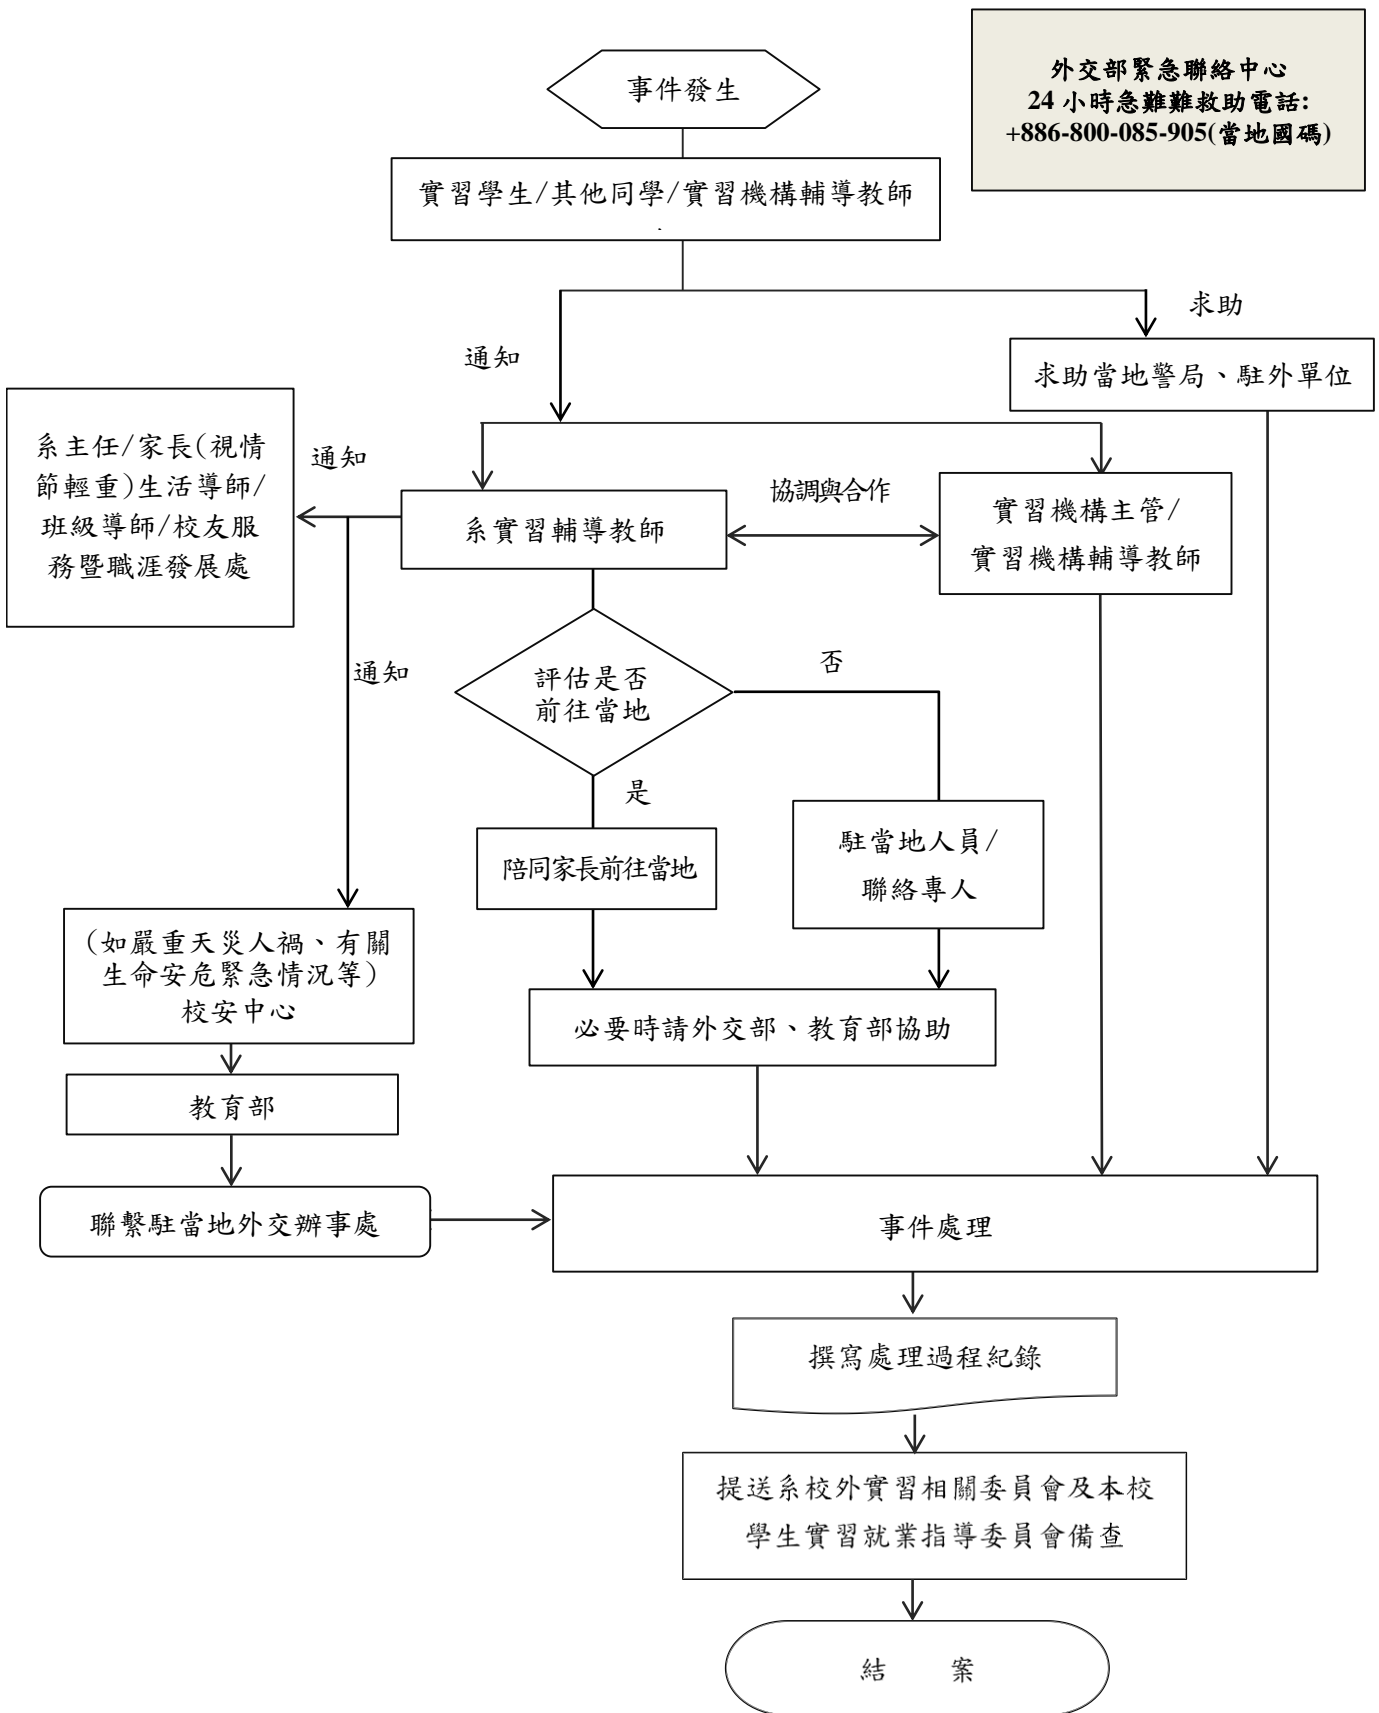 外交部緊急聯絡中心
24 小時急難難救助電話:
+886-800-085-905(當地國碼)
事件發生
實習學生/其他同學/實習機構輔導教師
求助
通知
求助當地警局、駐外單位
系主任/家長(視情
節輕重)生活導師/
班級導師/校友服
務暨職涯發展處
通知
協調與合作
系實習輔導教師
實習機構主管/
實習機構輔導教師
通知
評估是否
前往當地
否
是
陪同家長前往當地
駐當地人員/
聯絡專人
(如嚴重天災人禍、有關
生命安危緊急情況等)
校安中心
必要時請外交部、教育部協助
教育部
聯繫駐當地外交辦事處
事件處理
撰寫處理過程紀錄
提送系校外實習相關委員會及本校
學生實習就業指導委員會備查
結 案